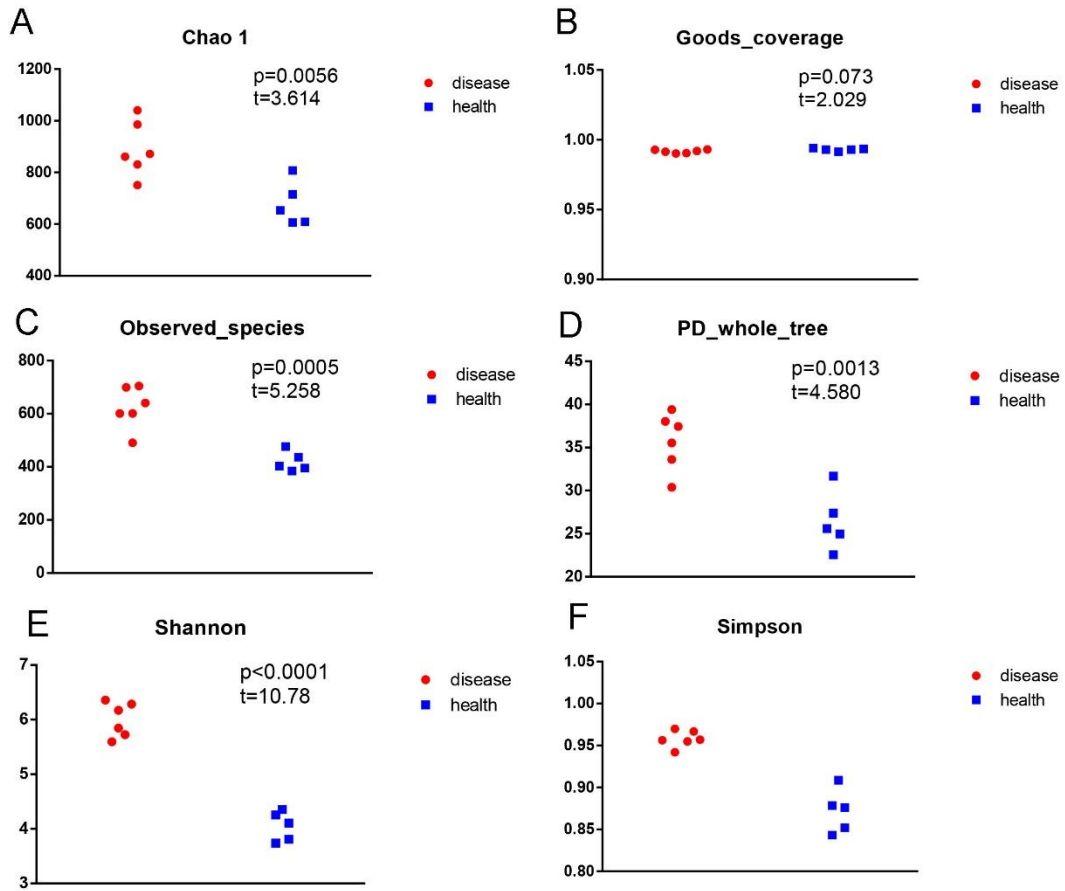 A
Chao 1
1200
1000
800
600
400
p=0.0056
t=3.614
disease
health
B
Goods_coverage
1.05
1.00
0.95
0.90
p=0.073
t=2.029
disease
health
C
Observed_species
800
600
400
200
0
p=0.0005
t=5.258
disease
health
D
PD_whole_tree
45
40
35
30
25
20
p=0.0013
t=4.580
disease
health
E
Shannon
7
6
5
4
3
p<0.0001
t=10.78
disease
health
F
Simpson
1.05
1.00
0.95
0.90
0.85
0.80
disease
health